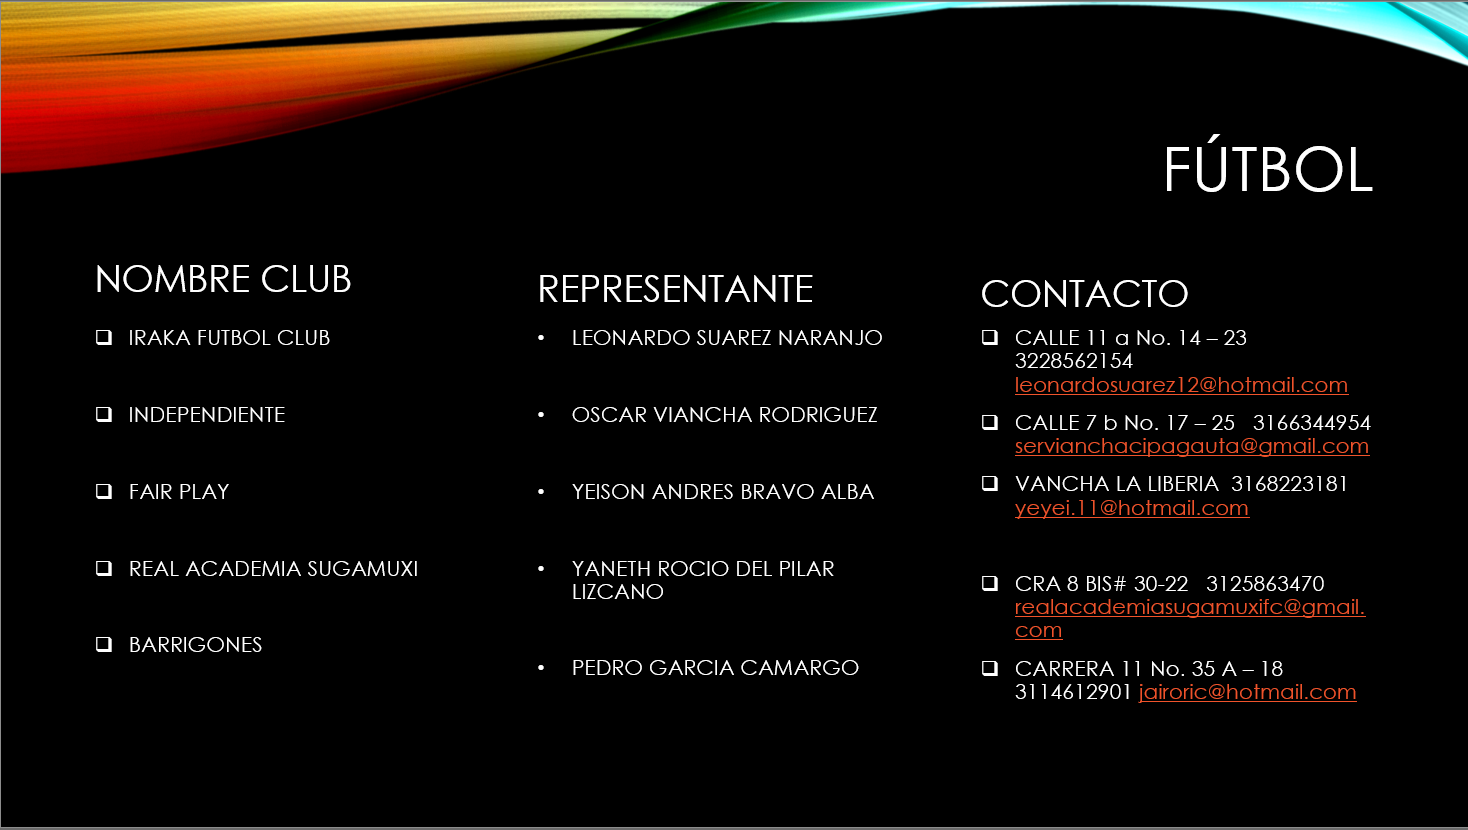 FÚTBOL
NOMBRE CLUB
❑ IRAKA FUTBOL CLUB
❑ INDEPENDIENTE
❑ FAIR PLAY
❑ REAL ACADEMIA SUGAMUXI
❑ BARRIGONES
REPRESENTANTE
• LEONARDO SUAREZ NARANJO
• OSCAR VIANCHA RODRIGUEZ
• YEISON ANDRES BRAVO ALBA
• YANETH ROCIO DEL PILAR
LIZCANO
• PEDRO GARCIA CAMARGO
CONTACTO
❑ CALLE 11 a No. 14 – 23
3228562154
leonardosuarez12@hotmail.com
❑ CALLE 7 b No. 17 – 25 3166344954
servianchacipagauta@gmail.com
❑ VANCHA LA LIBERIA 3168223181
yeyei.11@hotmail.com
❑ CRA 8 BIS# 30-22 3125863470
realacademiasugamuxifc@gmail.
com
❑ CARRERA 11 No. 35 A – 18
3114612901 jairoric@hotmail.com